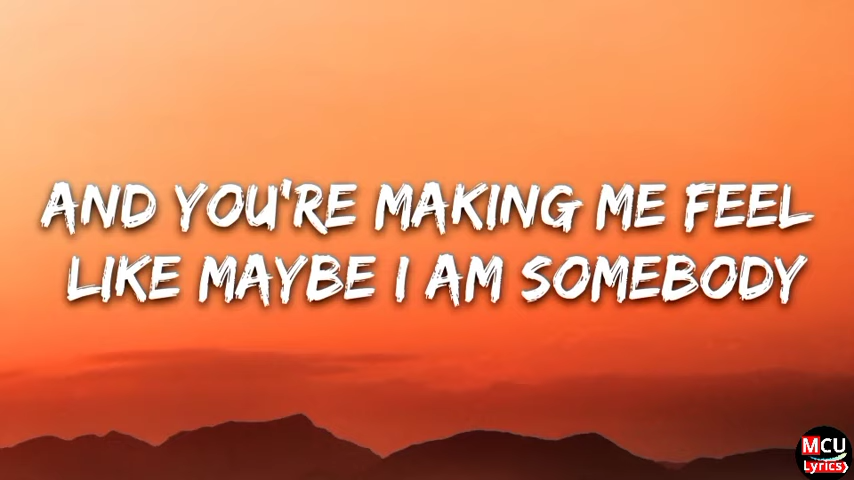 AND YOU'RE MAKING ME FEEL
LIKE MAYBE I AM SOMEBODY
MCU
Lyrics